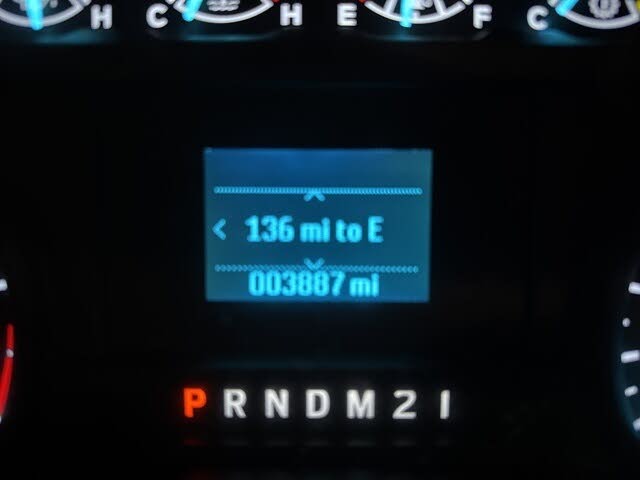 H C H E F C
< 136 mi to E
003887 mi
P R N D M 2 1